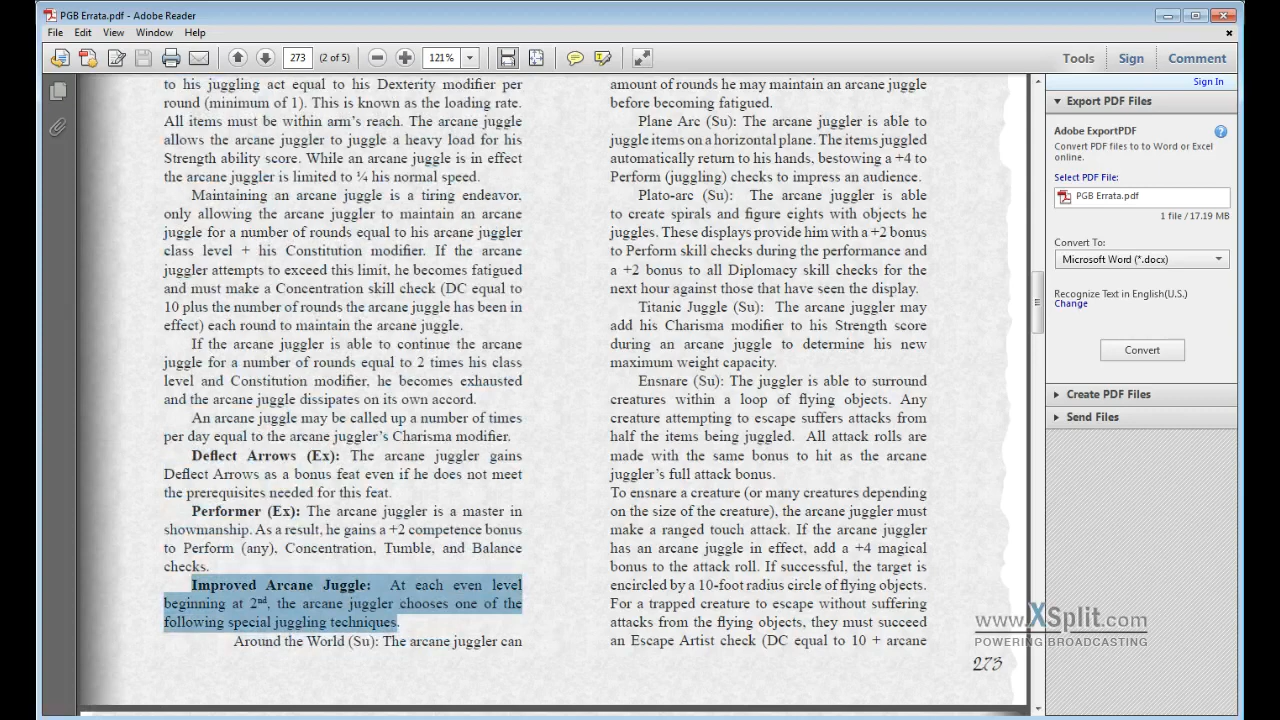 PGB Errata.pdf - Adobe Reader
File Edit View Window Help
273 (2 of 5) 121% Tools Sign Comment
to his juggling act equal to his Dexterity modifier per
round (minimum of 1). This is known as the loading rate.
All items must be within arm's reach. The arcane juggle
allows the arcane juggler to juggle a heavy load for his
Strength ability score. While an arcane juggle is in effect
the arcane juggler is limited to ¼ his normal speed.
Maintaining an arcane juggle is a tiring endeavor,
only allowing the arcane juggler to maintain an arcane
juggle for a number of rounds equal to his arcane juggler
class level + his Constitution modifier. If the arcane
juggler attempts to exceed this limit, he becomes fatigued
and must make a Concentration skill check (DC equal to
10 plus the number of rounds the arcane juggle has been in
effect) each round to maintain the arcane juggle.
If the arcane juggler is able to continue the arcane
juggle for a number of rounds equal to 2 times his class
level and Constitution modifier, he becomes exhausted
and the arcane juggle dissipates on its own accord.
An arcane juggle may be called up a number of times
per day equal to the arcane juggler's Charisma modifier.
Deflect Arrows (Ex): The arcane juggler gains
Deflect Arrows as a bonus feat even if he does not meet
the prerequisites needed for this feat.
Performer (Ex): The arcane juggler is a master in
showmanship. As a result, he gains a +2 competence bonus
to Perform (any), Concentration, Tumble, and Balance
checks.
Improved Arcane Juggle: At each even level
beginning at 2nd, the arcane juggler chooses one of the
following special juggling techniques.
Around the World (Su): The arcane juggler can
amount of rounds he may maintain an arcane juggle
before becoming fatigued.
Plane Arc (Su): The arcane juggler is able to
juggle items on a horizontal plane. The items juggled
automatically return to his hands, bestowing a +4 to
Perform (juggling) checks to impress an audience.
Plato-arc (Su): The arcane juggler is able
to create spirals and figure eights with objects he
juggles. These displays provide him with a +2 bonus
to Perform skill checks during the performance and
a +2 bonus to all Diplomacy skill checks for the
next hour against those that have seen the display.
Titanic Juggle (Su): The arcane juggler may
add his Charisma modifier to his Strength score
during an arcane juggle to determine his new
maximum weight capacity.
Ensnare (Su): The juggler is able to surround
creatures within a loop of flying objects. Any
creature attempting to escape suffers attacks from
half the items being juggled. All attack rolls are
made with the same bonus to hit as the arcane
juggler's full attack bonus.
To ensnare a creature (or many creatures depending
on the size of the creature), the arcane juggler must
make a ranged touch attack. If the arcane juggler
has an arcane juggle in effect, add a +4 magical
bonus to the attack roll. If successful, the target is
encircled by a 10-foot radius circle of flying objects.
For a trapped creature to escape without suffering
attacks from the flying objects, they must succeed
an Escape Artist check (DC equal to 10 + arcane
273
Sign In
Export PDF Files
Adobe ExportPDF
Convert PDF files to to Word or Excel
online.
Select PDF File:
PGB Errata.pdf
1 file / 17.19 MB
Convert To:
Microsoft Word (*.docx)
Recognize Text in English(U.S.)
Change
Convert
Create PDF Files
Send Files
www.XSplit.com
POWERING BROADCASTING